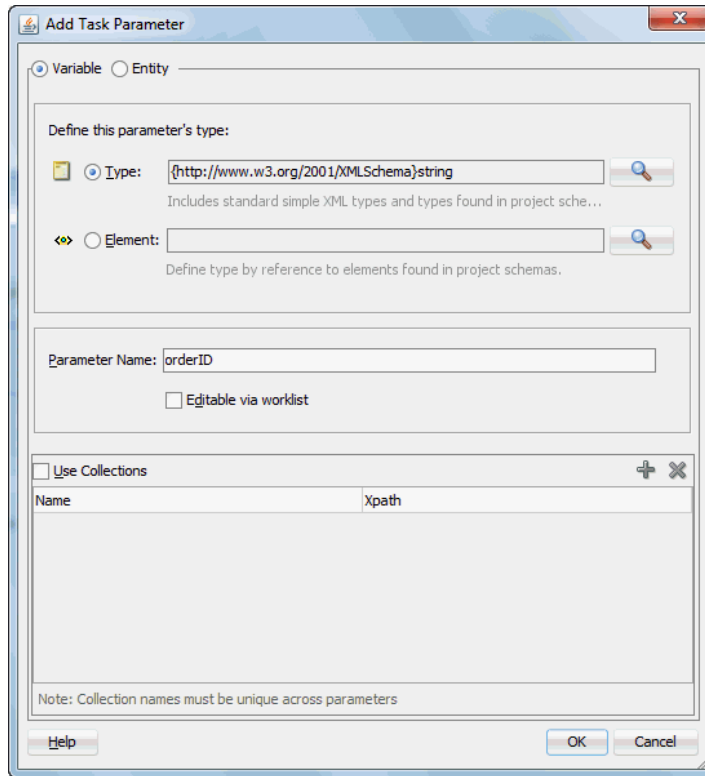 Add Task Parameter
Variable Entity
Define this parameter's type:
Type: {http://www.w3.org/2001/XMLSchema}string
Includes standard simple XML types and types found in project sche...
Element:
Define type by reference to elements found in project schemas.
Parameter Name: orderID
Editable via worklist
Use Collections
Name Xpath
Note: Collection names must be unique across parameters
Help OK Cancel